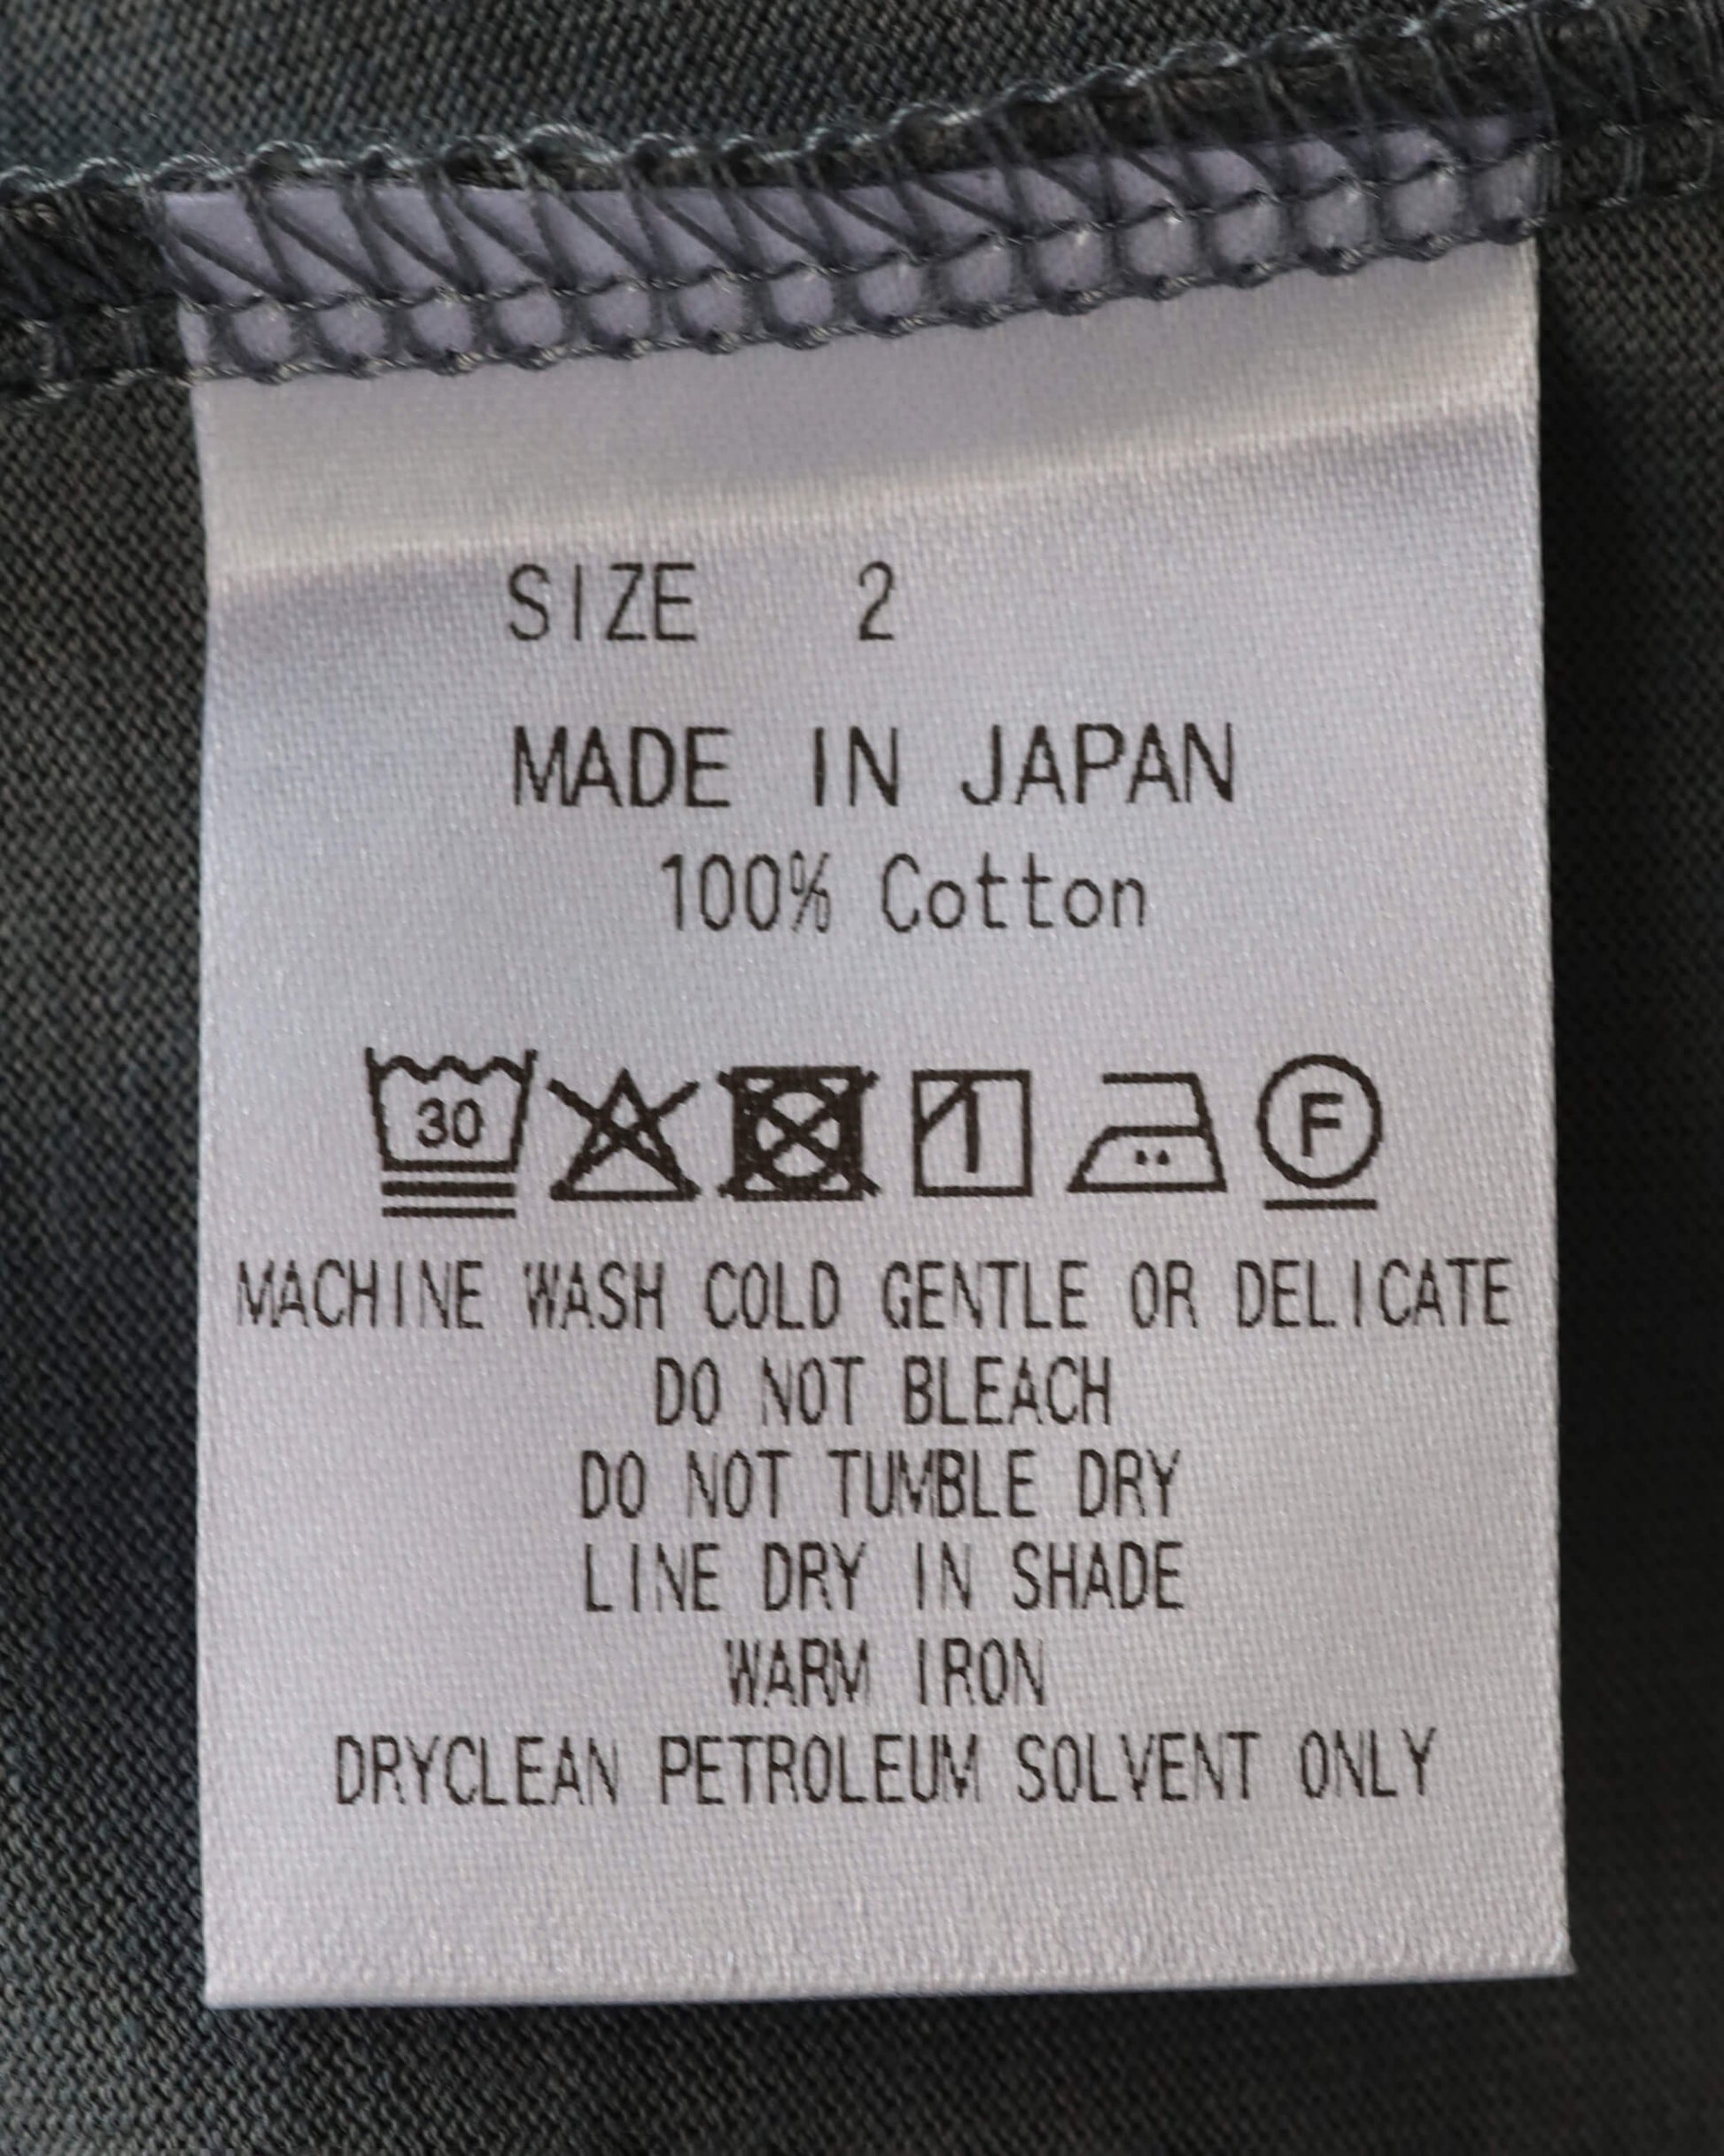 SIZE 2
MADE IN JAPAN
100% Cotton
30 F
MACHINE WASH COLD GENTLE OR DELICATE
DO NOT BLEACH
DO NOT TUMBLE DRY
LINE DRY IN SHADE
WARM IRON
DRYCLEAN PETROLEUM SOLVENT ONLY